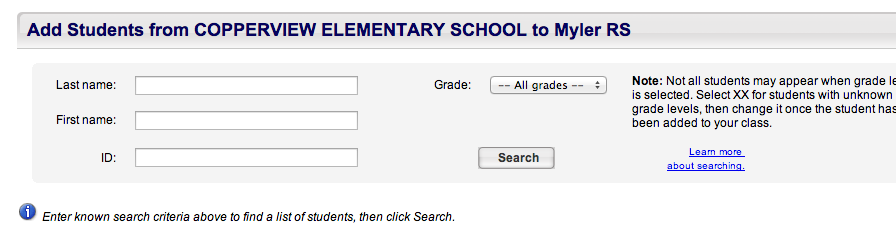 Add Students from COPPERVIEW ELEMENTARY SCHOOL to Myler RS
Last name:
Grade:
-- All grades --
Note: Not all students may appear when grade le
is selected. Select XX for students with unknown
grade levels, then change it once the student has
been added to your class.
First name:
ID:
Search
Learn more
about searching.
Enter known search criteria above to find a list of students, then click Search.